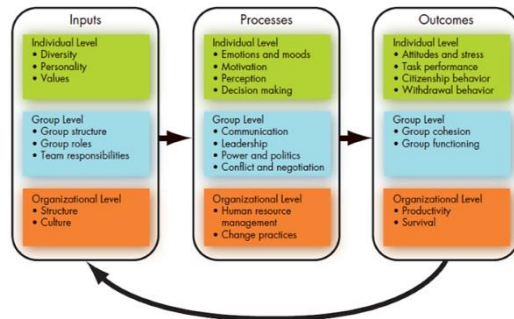 Inputs
Individual Level
• Diversity
• Personality
• Values
Group Level
• Group structure
• Group roles
• Team responsibilities
Organizational Level
• Structure
• Culture
Processes
Individual Level
• Emotions and moods
• Motivation
• Perception
• Decision making
Group Level
• Communication
• Leadership
• Power and politics
• Conflict and negotiation
Organizational Level
• Human resource
management
• Change practices
Outcomes
Individual Level
• Attitudes and stress
• Task performance
• Citizenship behavior
• Withdrawal behavior
Group Level
• Group cohesion
• Group functioning
Organizational Level
• Productivity
• Survival